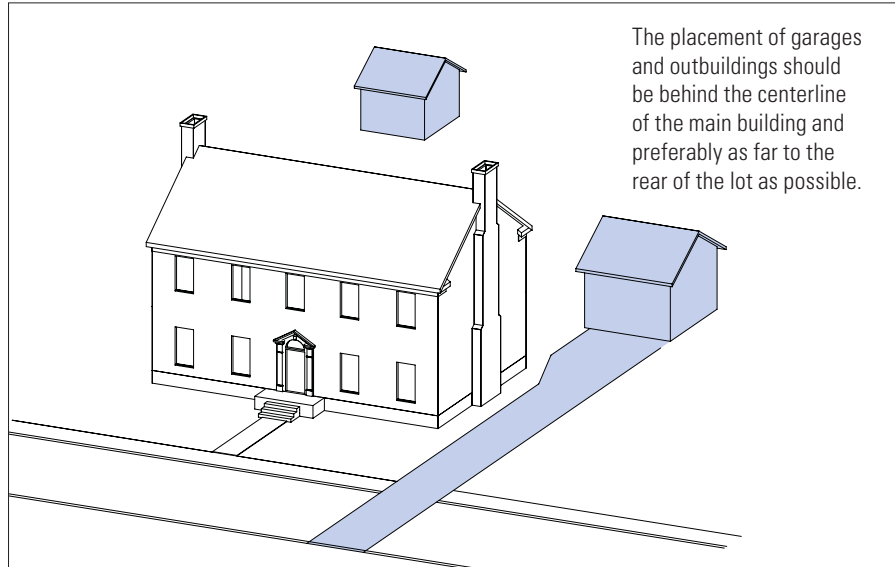 The placement of garages
and outbuildings should
be behind the centerline
of the main building and
preferably as far to the
rear of the lot as possible.